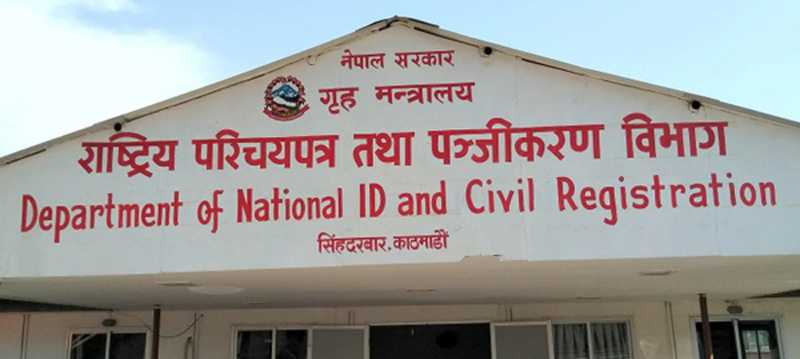 नेपाल सरकार
गृह मन्त्रालय
राष्ट्रिय परिचयपत्र तथा पञ्जीकरण विभाग
Department of National ID and Civil Registration
सिंहदरबार, काठमाडौं